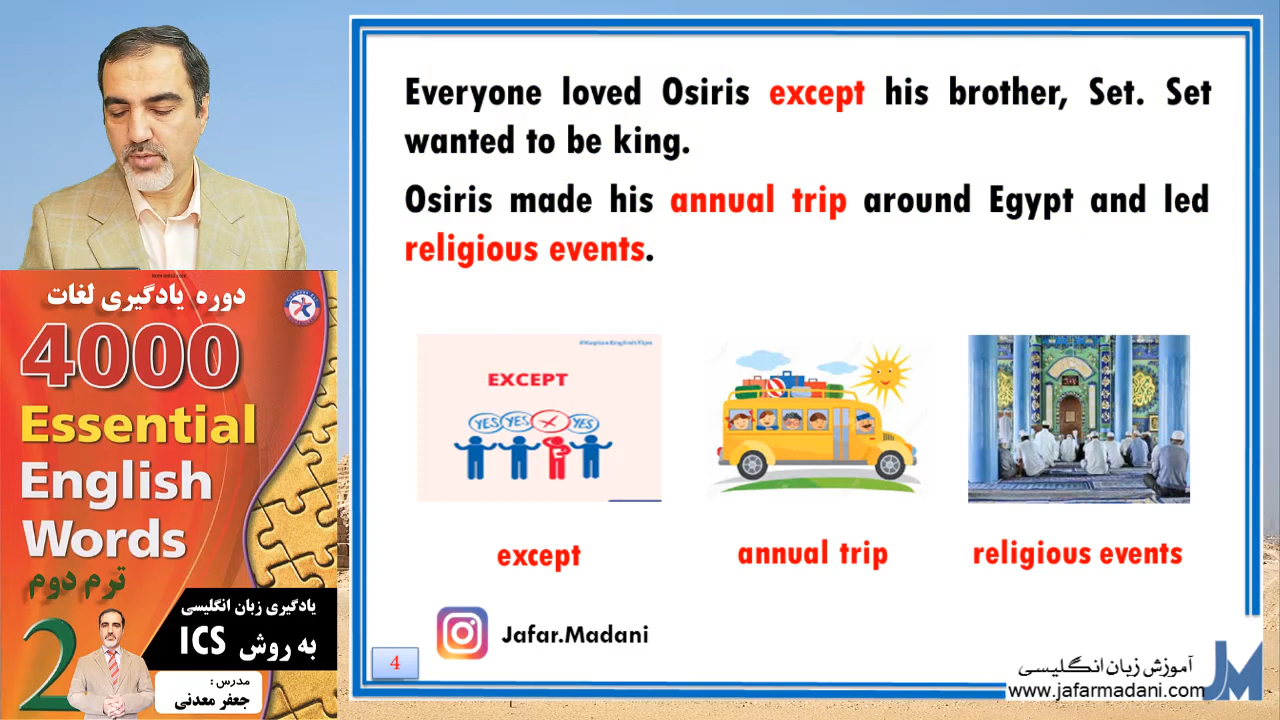 Everyone loved Osiris except his brother, Set. Set
wanted to be king.
Osiris made his annual trip around Egypt and led
religious events.
#KaplanEnglishTips
EXCEPT
YES YES YES
except
annual trip
religious events
Jafar.Madani
4
آموزش زبان انگلیسی
www.jafarmadani.com
JM
دوره یادگیری لغات
4000
Essential
English
Words
ترم دوم
2
یادگیری زبان انگلیسی
به روش ICS
مدرس :
جعفر معدنی